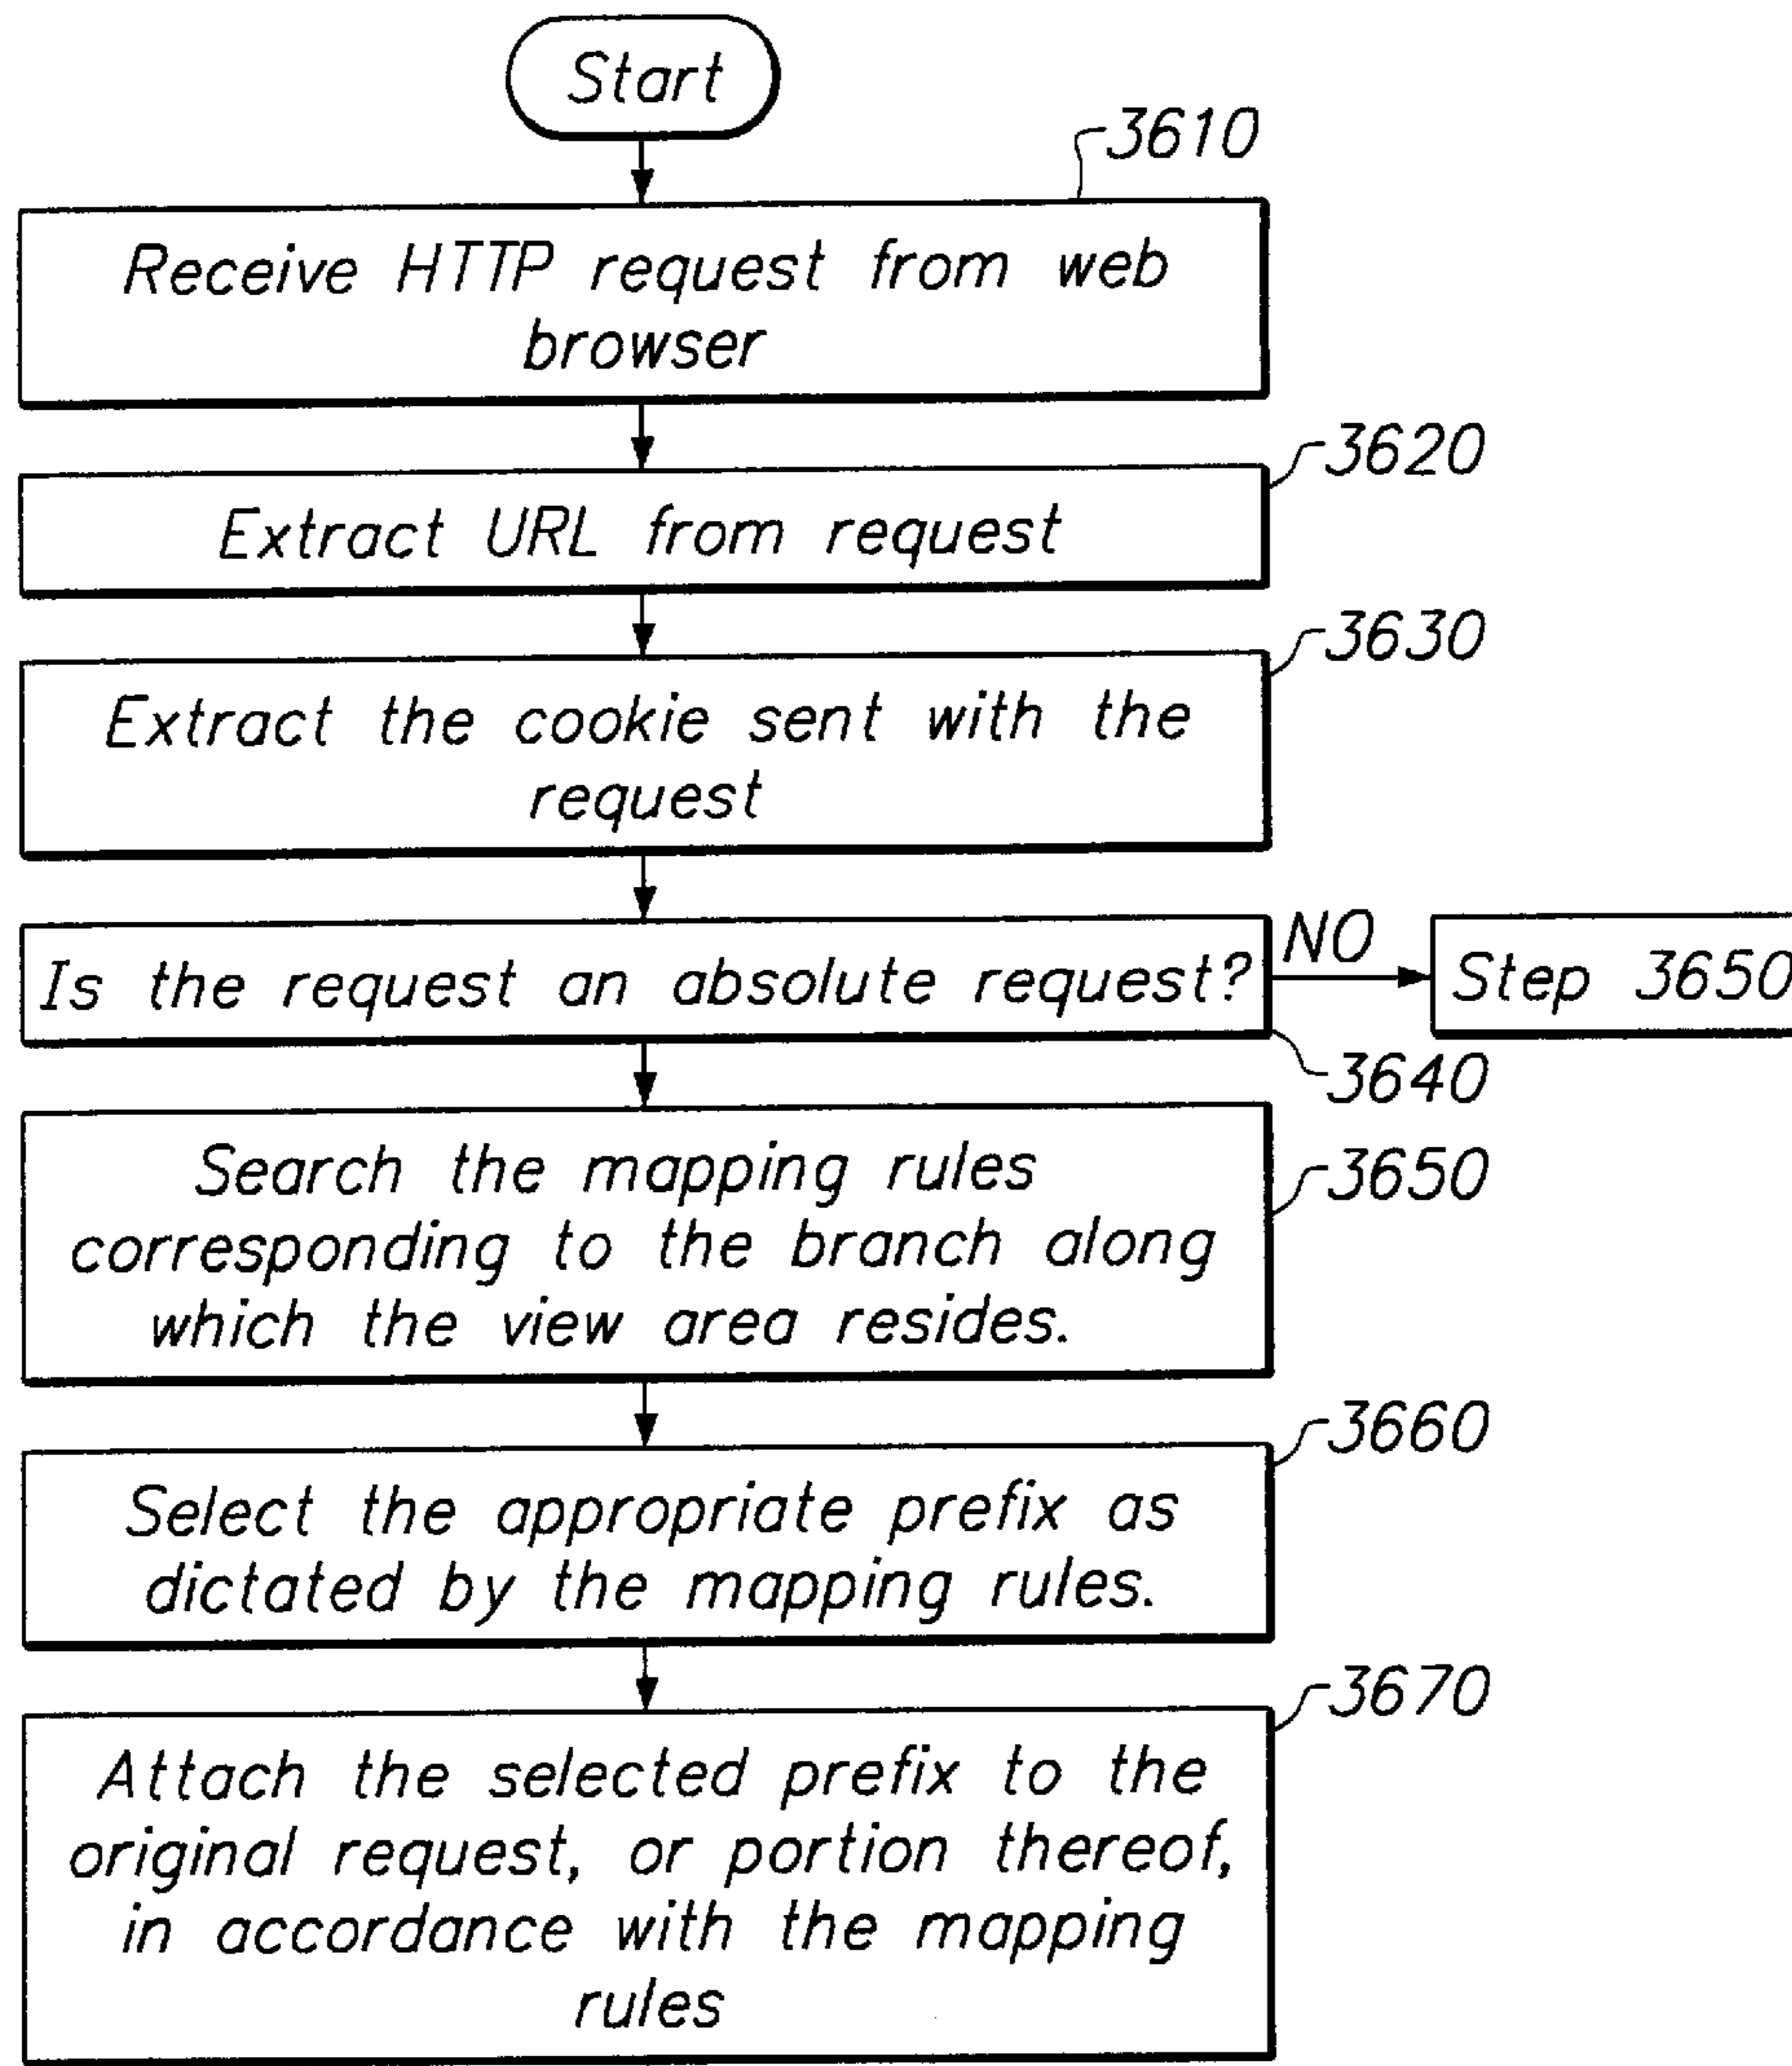 Start
3610
Receive HTTP request from web
browser
3620
Extract URL from request
3630
Extract the cookie sent with the
request
Is the request an absolute request?
NO
Step 3650
3640
Search the mapping rules
corresponding to the branch along
which the view area resides.
3650
Select the appropriate prefix as
dictated by the mapping rules.
3660
Attach the selected prefix to the
original request, or portion thereof,
in accordance with the mapping
rules
3670